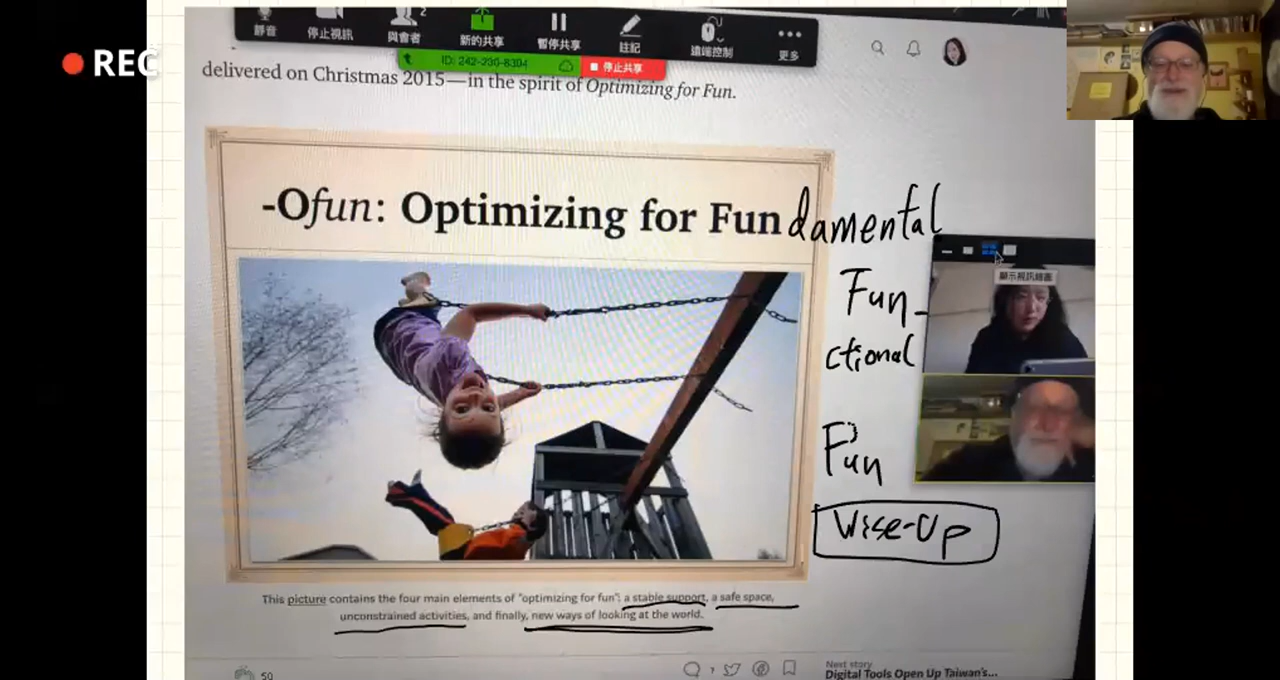 REC
2
靜音 停止視訊 與會者 新的共享 暫停共享 註記 遠端控制 更多
ID: 242-230-8304 停止共享
delivered on Christmas 2015—in the spirit of Optimizing for Fun.
-Ofun: Optimizing for Fundamental
顯示視訊繪圖
Fun-
ctional
Fun
Wise-Up
This picture contains the four main elements of "optimizing for fun": a stable support, a safe space,
unconstrained activities, and finally, new ways of looking at the world.
50
Next story
Digital Tools Open Up Taiwan's...